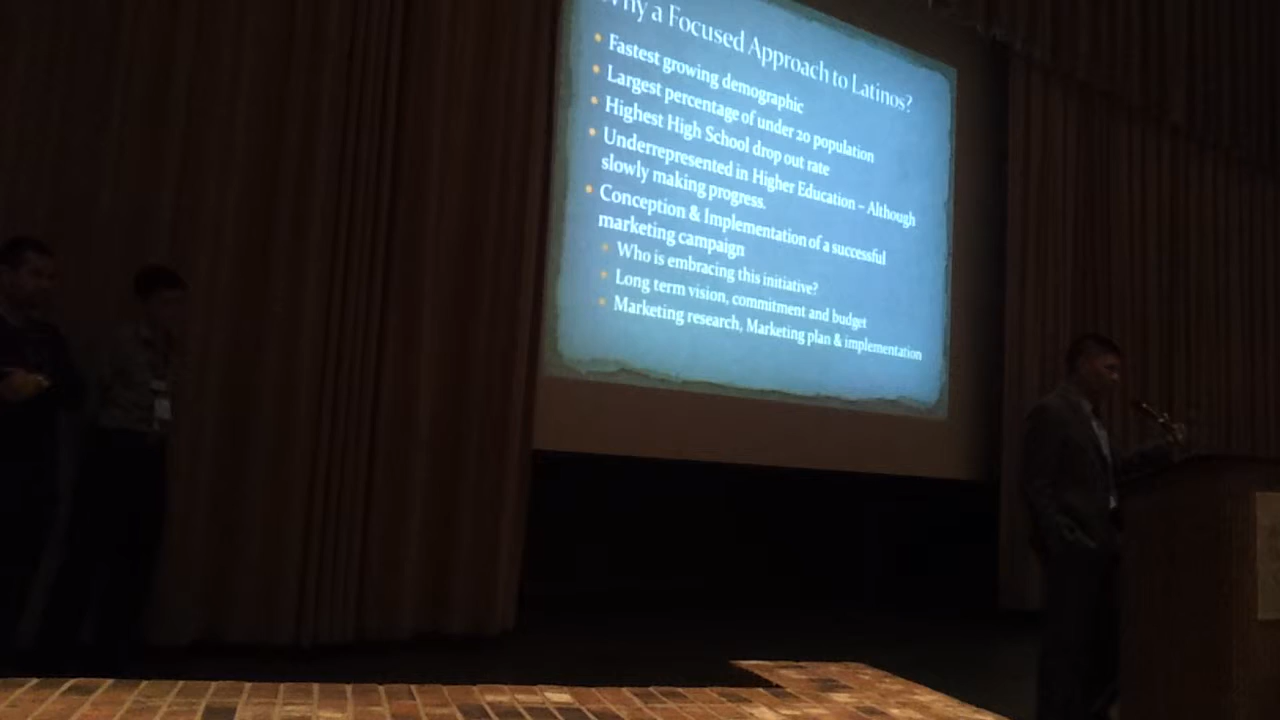 Why a Focused Approach to Latinos?
Fastest growing demographic
Largest percentage of under 20 population
Highest High School drop out rate
Underrepresented in Higher Education – Although
slowly making progress.
Conception & Implementation of a successful
marketing campaign
Who is embracing this initiative?
Long term vision, commitment and budget
Marketing research, Marketing plan & implementation